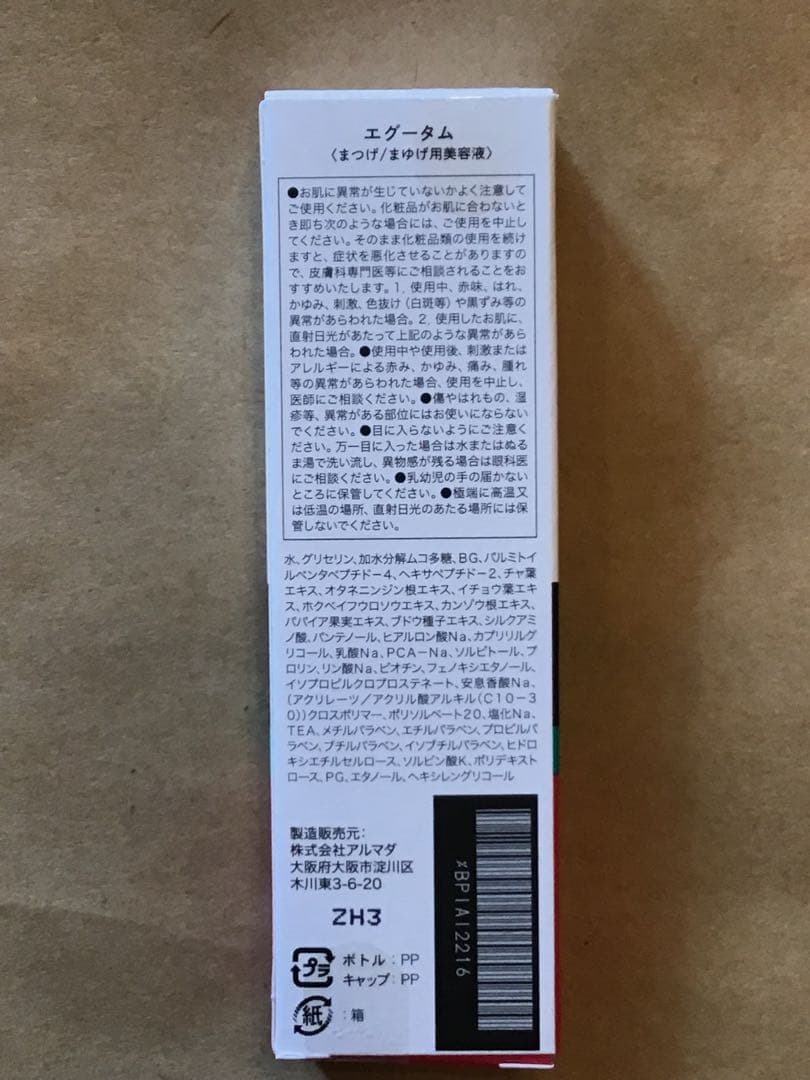 エグータム
〈まつげ/まゆげ用美容液〉
●お肌に異常が生じていないかよく注意して
ご使用ください。化粧品がお肌に合わないと
き即ち次のような場合には、ご使用を中止し
てください。そのまま化粧品類の使用を続け
ますと、症状を悪化させることがありますの
で、皮膚科専門医等にご相談されることをお
すすめいたします。1. 使用中、赤味、はれ、
かゆみ、刺激、色抜け（白斑等）や黒ずみ等の
異常があらわれた場合。2. 使用したお肌に、
直射日光があたって上記のような異常があら
われた場合。●使用中や使用後、刺激または
アレルギーによる赤み、かゆみ、痛み、腫れ
等の異常があらわれた場合、使用を中止し、
医師にご相談ください。●傷やはれもの、湿
疹等、異常がある部位にはお使いにならない
でください。●目に入らないようにご注意く
ださい。万一目に入った場合は水またはぬる
ま湯で洗い流し、異物感が残る場合は眼科医
にご相談ください。●乳幼児の手の届かない
ところに保管してください。●極端に高温又
は低温の場所、直射日光のあたる場所には保
管しないでください。
水、グリセリン、加水分解ムコ多糖、BG、パルミトイ
ルペンタペプチド－4、ヘキサペプチド－2、チャ葉
エキス、オタネニンジン根エキス、イチョウ葉エキ
ス、ホクベイフウロソウエキス、カンゾウ根エキス、
パパイア果実エキス、ブドウ種子エキス、シルクアミ
ノ酸、パンテノール、ヒアルロン酸Na、カプリリルグ
リコール、乳酸Na、PCA－Na、ソルビトール、プ
ロリン、リン酸Na、ビオチン、フェノキシエタノール、
イソプロピルクロプロステネート、安息香酸Na、
（アクリレーツ／アクリル酸アルキル（C10－3
0））クロスポリマー、ポリソルベート20、塩化Na、
TEA、メチルパラベン、エチルパラベン、プロピルパ
ラベン、ブチルパラベン、イソブチルパラベン、ヒドロ
キシエチルセルロース、ソルビン酸K、ポリデキスト
ロース、PG、エタノール、ヘキシレングリコール
製造販売元:
株式会社アルマダ
大阪府大阪市淀川区
木川東3-6-20
ZH3
プラ
ボトル : PP
キャップ : PP
紙
: 箱
%BP1A12216